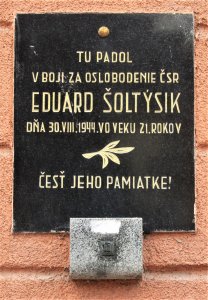 TU PADOL
V BOJI ZA OSLOBODENIE ČSR
EDUARD ŠOLTÝSIK
DŇA 30.VIII.1944.VO VEKU 21.ROKOV
ČESŤ JEHO PAMIATKE!